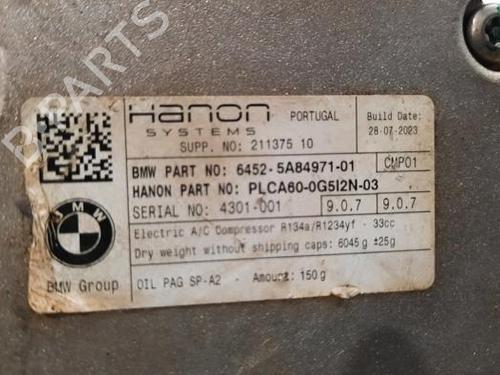 B-PARTS
Hanon
SYSTEMS
PORTUGAL
Build Date:
28-07-2023
SUPP. NO: 211375 10
BMW PART NO: 6452- 5A84971-01
CMP01
HANON PART NO: PLCA60-0G5I2N-03
SERIAL NO: 4301-001
9.0.7
9.0.7
Electric A/C Compressor R134a/R1234yf - 33cc
Dry weight without shipping caps: 6045g ±25g
BMW
BMW Group
OIL PAG SP-A2 - Amount: 150g